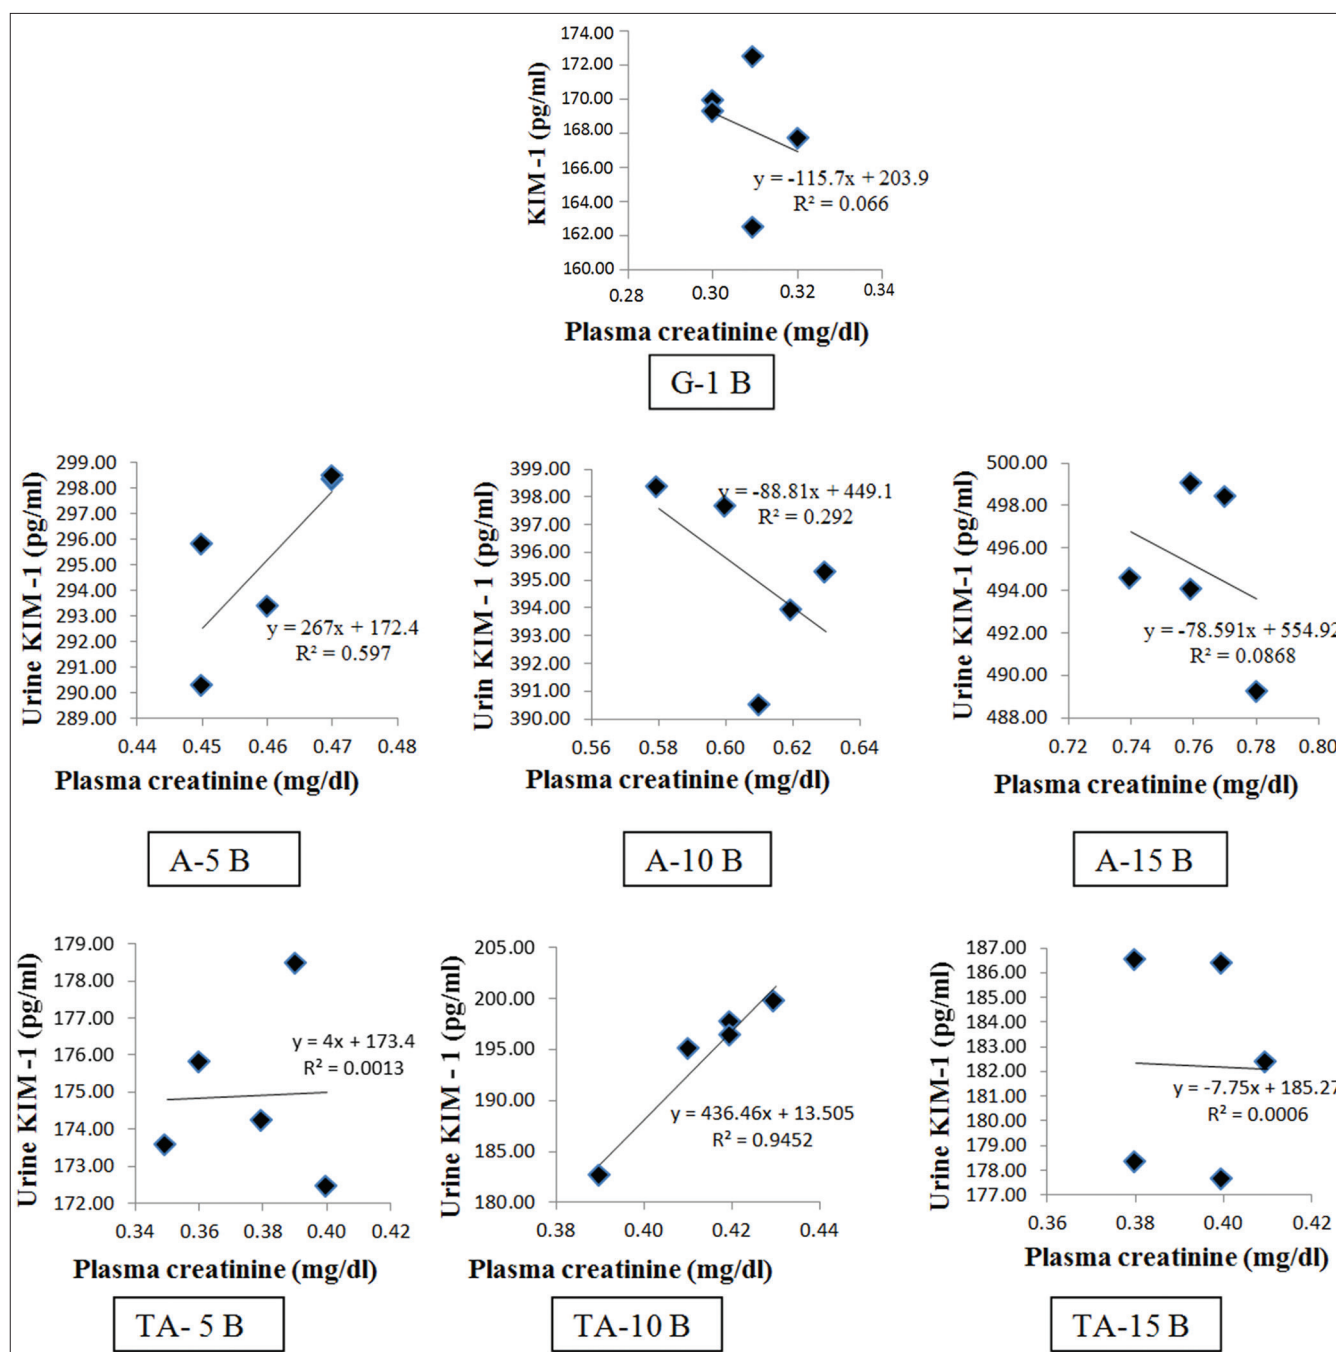 174.00
172.00
170.00
168.00
166.00
164.00
162.00
160.00
KIM -1 (pg/ml)
y = -115.7x + 203.9
R² = 0.066
0.28 0.30 0.32 0.34
Plasma creatinine (mg/dl)
G-1 B
299.00
298.00
297.00
296.00
295.00
294.00
293.00
292.00
291.00
290.00
289.00
Urine KIM -1 (pg/ml)
y = 267x + 172.4
R² = 0.597
0.44 0.45 0.46 0.47 0.48
Plasma creatinine (mg/dl)
A-5 B
399.00
398.00
397.00
396.00
395.00
394.00
393.00
392.00
391.00
390.00
Urin KIM - 1 (pg/ml)
y = -88.81x + 449.1
R² = 0.292
0.56 0.58 0.60 0.62 0.64
Plasma creatinine (mg/dl)
A-10 B
500.00
498.00
496.00
494.00
492.00
490.00
488.00
Urine KIM-1 (pg/ml)
y = -78.591x + 554.92
R² = 0.0868
0.72 0.74 0.76 0.78 0.80
Plasma creatinine (mg/dl)
A-15 B
179.00
178.00
177.00
176.00
175.00
174.00
173.00
172.00
Urine KIM-1 (pg/ml)
y = 4x + 173.4
R² = 0.0013
0.34 0.36 0.38 0.40 0.42
Plasma creatinine (mg/dl)
TA- 5 B
205.00
200.00
195.00
190.00
185.00
180.00
Urine KIM - 1 (pg/ml)
y = 436.46x + 13.505
R² = 0.9452
0.38 0.40 0.42 0.44
Plasma creatinine (mg/dl)
TA-10 B
187.00
186.00
185.00
184.00
183.00
182.00
181.00
180.00
179.00
178.00
177.00
Urine KIM-1 (pg/ml)
y = -7.75x + 185.27
R² = 0.0006
0.36 0.38 0.40 0.42
Plasma creatinine (mg/dl)
TA-15 B